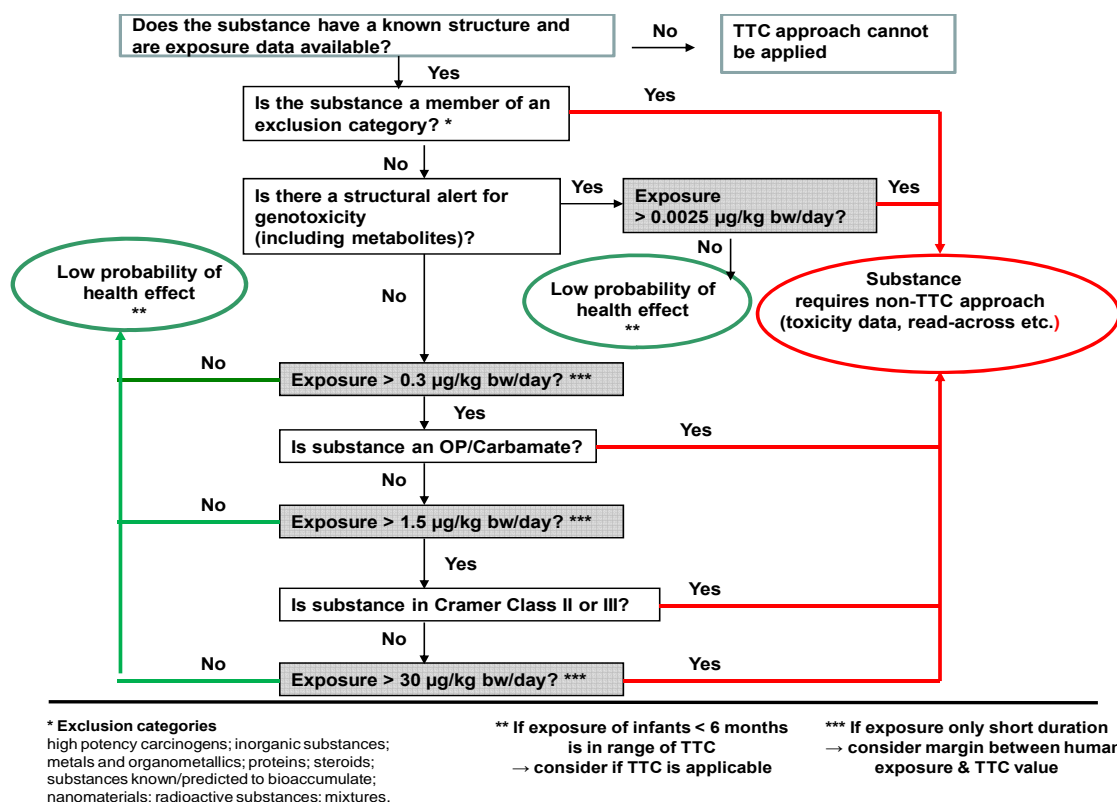 Does the substance have a known structure and
are exposure data available?
No
TTC approach cannot
be applied
Yes
Is the substance a member of an
exclusion category? *
Yes
No
Is there a structural alert for
genotoxicity
(including metabolites)?
Yes
Exposure
> 0.0025 µg/kg bw/day?
Yes
No
Low probability of
health effect
**
No
Low probability of
health effect
**
Substance
requires non-TTC approach
(toxicity data, read-across etc.)
No
Exposure > 0.3 µg/kg bw/day? ***
Yes
Is substance an OP/Carbamate?
Yes
No
No
Exposure > 1.5 µg/kg bw/day? ***
Yes
Is substance in Cramer Class II or III?
Yes
No
No
Exposure > 30 µg/kg bw/day? ***
Yes
* Exclusion categories
high potency carcinogens; inorganic substances;
metals and organometallics; proteins; steroids;
substances known/predicted to bioaccumulate;
nanomaterials; radioactive substances; mixtures.
** If exposure of infants < 6 months
is in range of TTC
→ consider if TTC is applicable
*** If exposure only short duration
→ consider margin between human
exposure & TTC value